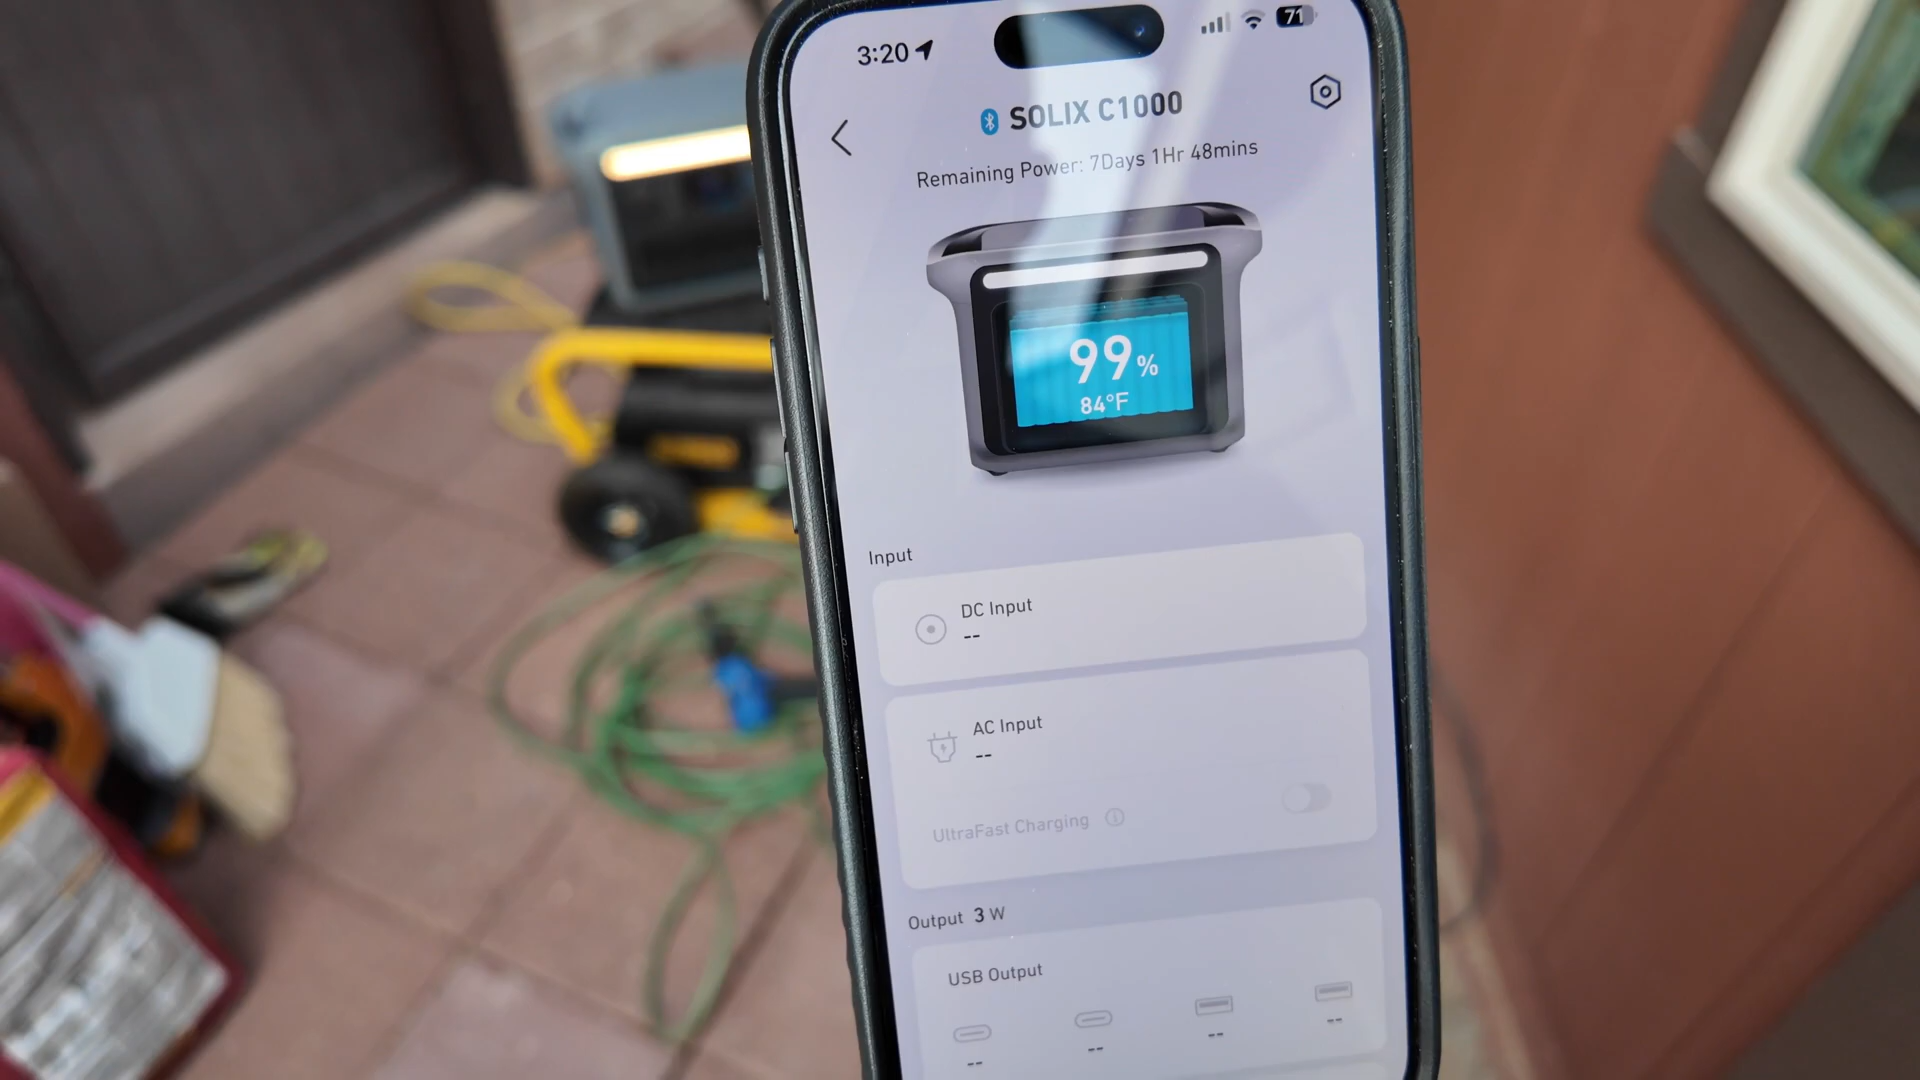 3:20
71
SOLIX C1000
Remaining Power: 7Days 1Hr 48mins
99%
84°F
Input
DC Input
--
AC Input
--
UltraFast Charging
Output 3 W
USB Output
-- -- -- --